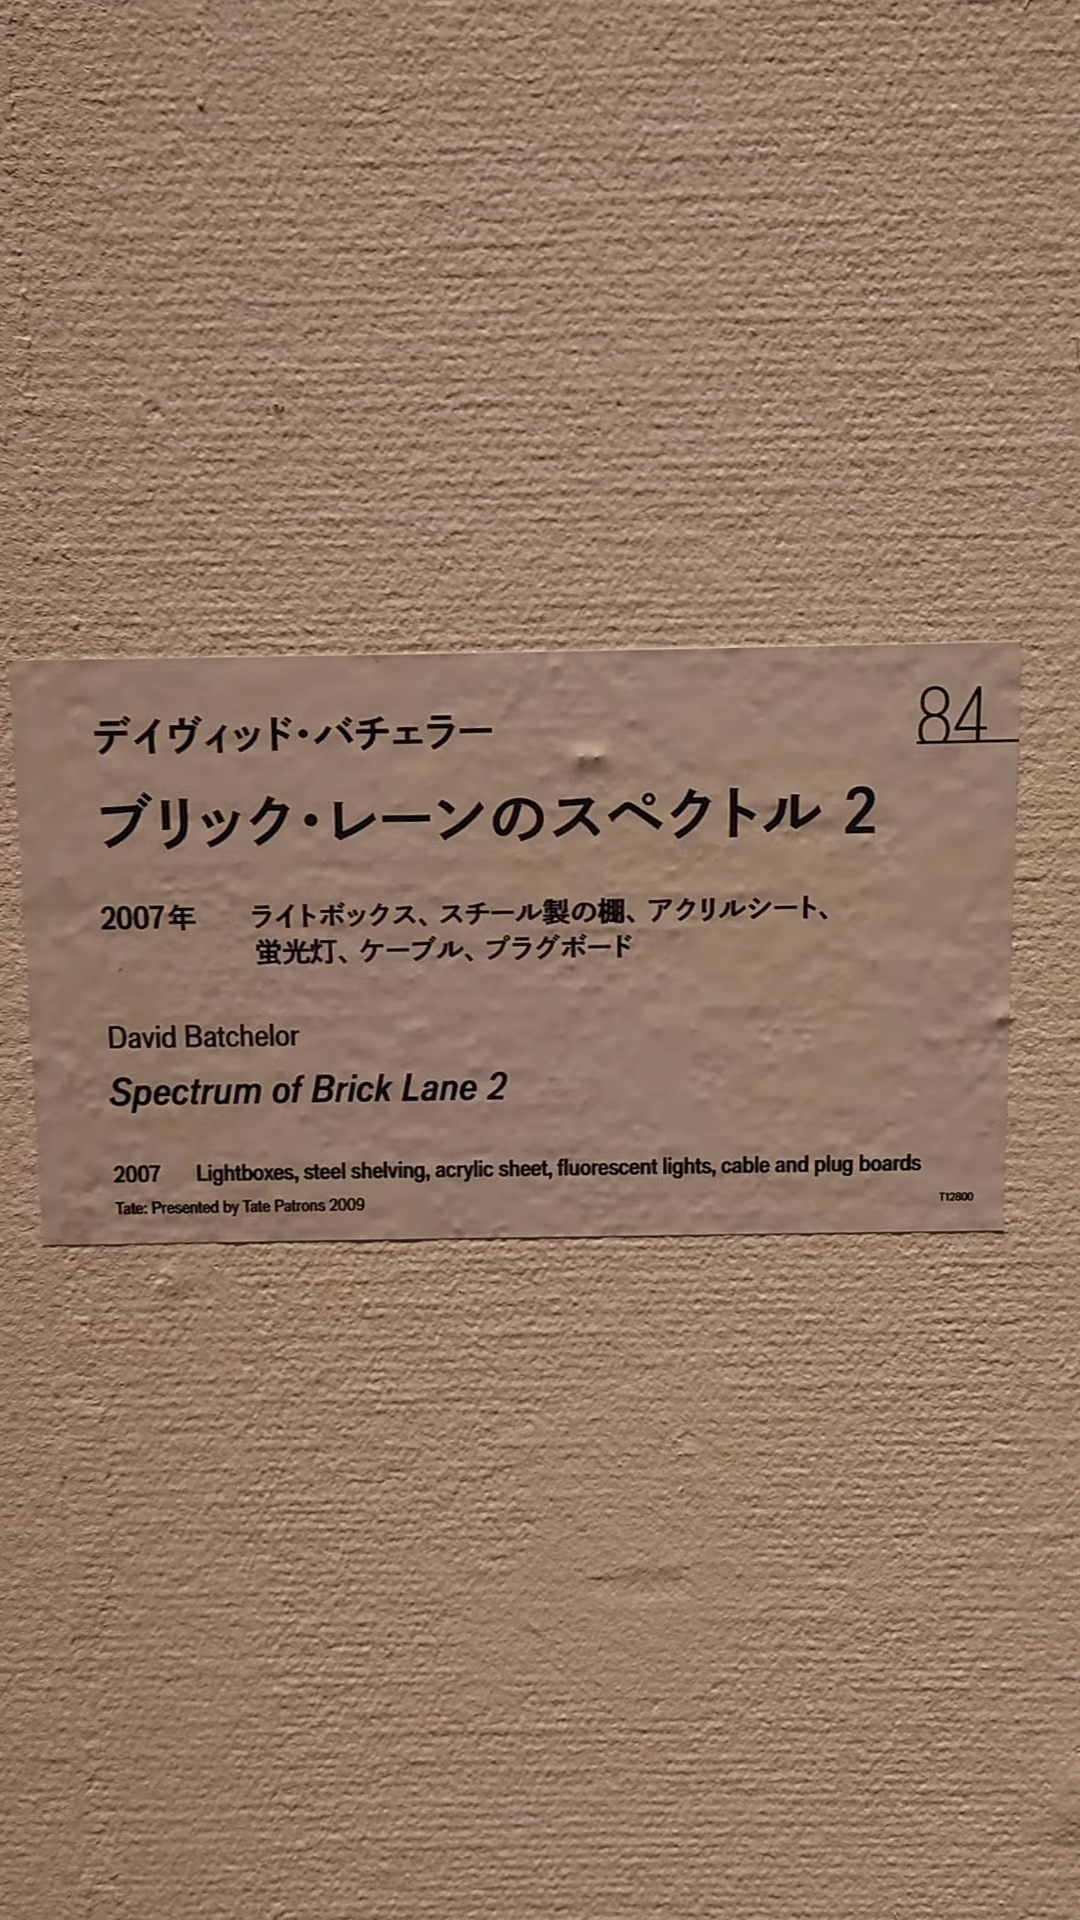 84
デイヴィッド・バチェラー
ブリック・レーンのスペクトル 2
2007年 ライトボックス、スチール製の棚、アクリルシート、
蛍光灯、ケーブル、プラグボード
David Batchelor
Spectrum of Brick Lane 2
2007 Lightboxes, steel shelving, acrylic sheet, fluorescent lights, cable and plug boards
Tate: Presented by Tate Patrons 2009
T12800